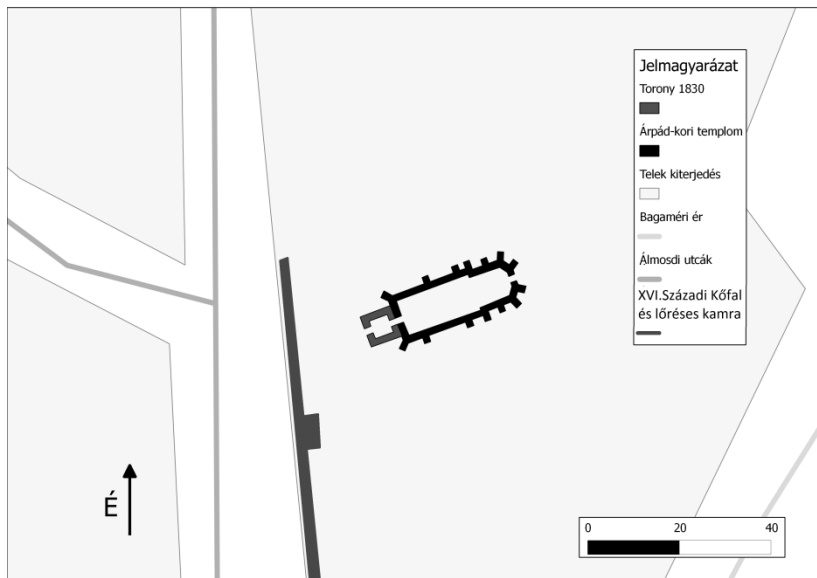 Jelmagyarázat
Torony 1830
Árpád-kori templom
Telek kiterjedés
Bagaméri ér
Álmosdi utcák
XVI.Századi Kőfal
és lőréses kamra
É
0 20 40